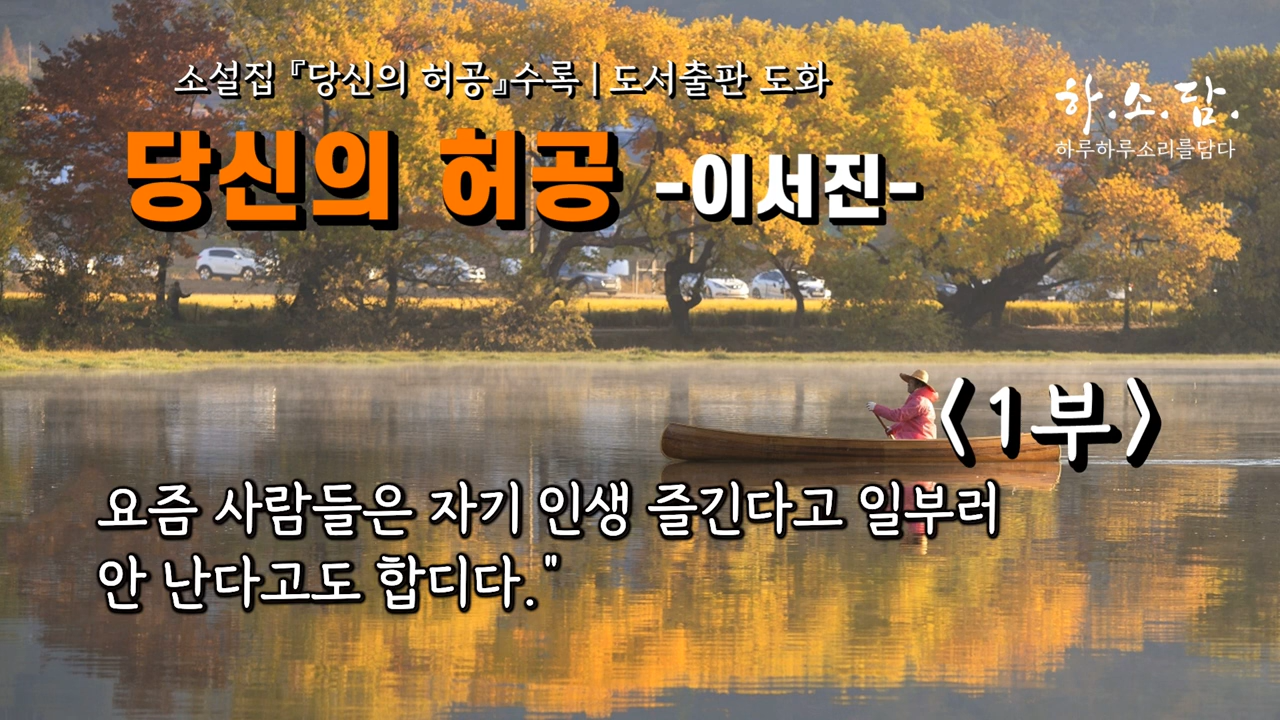 소설집 『당신의 허공』수록 | 도서출판 도화
당신의 허공 -이서진-
하.소.담.
하루하루소리를담다
<1부>
요즘 사람들은 자기 인생 즐긴다고 일부러
안 난다고도 합디다."